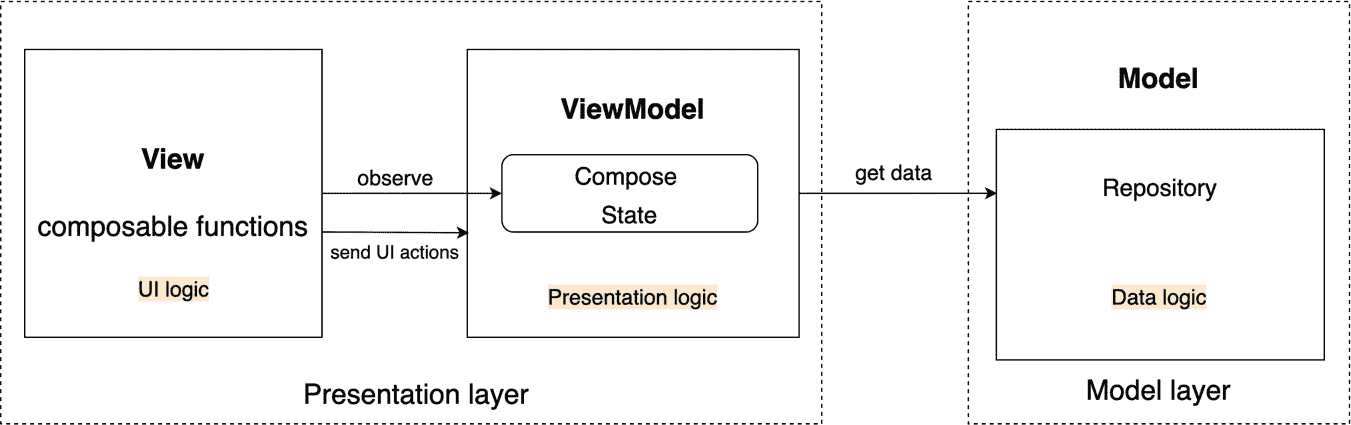 View
composable functions
UI logic
observe
send UI actions
ViewModel
Compose
State
Presentation logic
Presentation layer
get data
Model
Repository
Data logic
Model layer